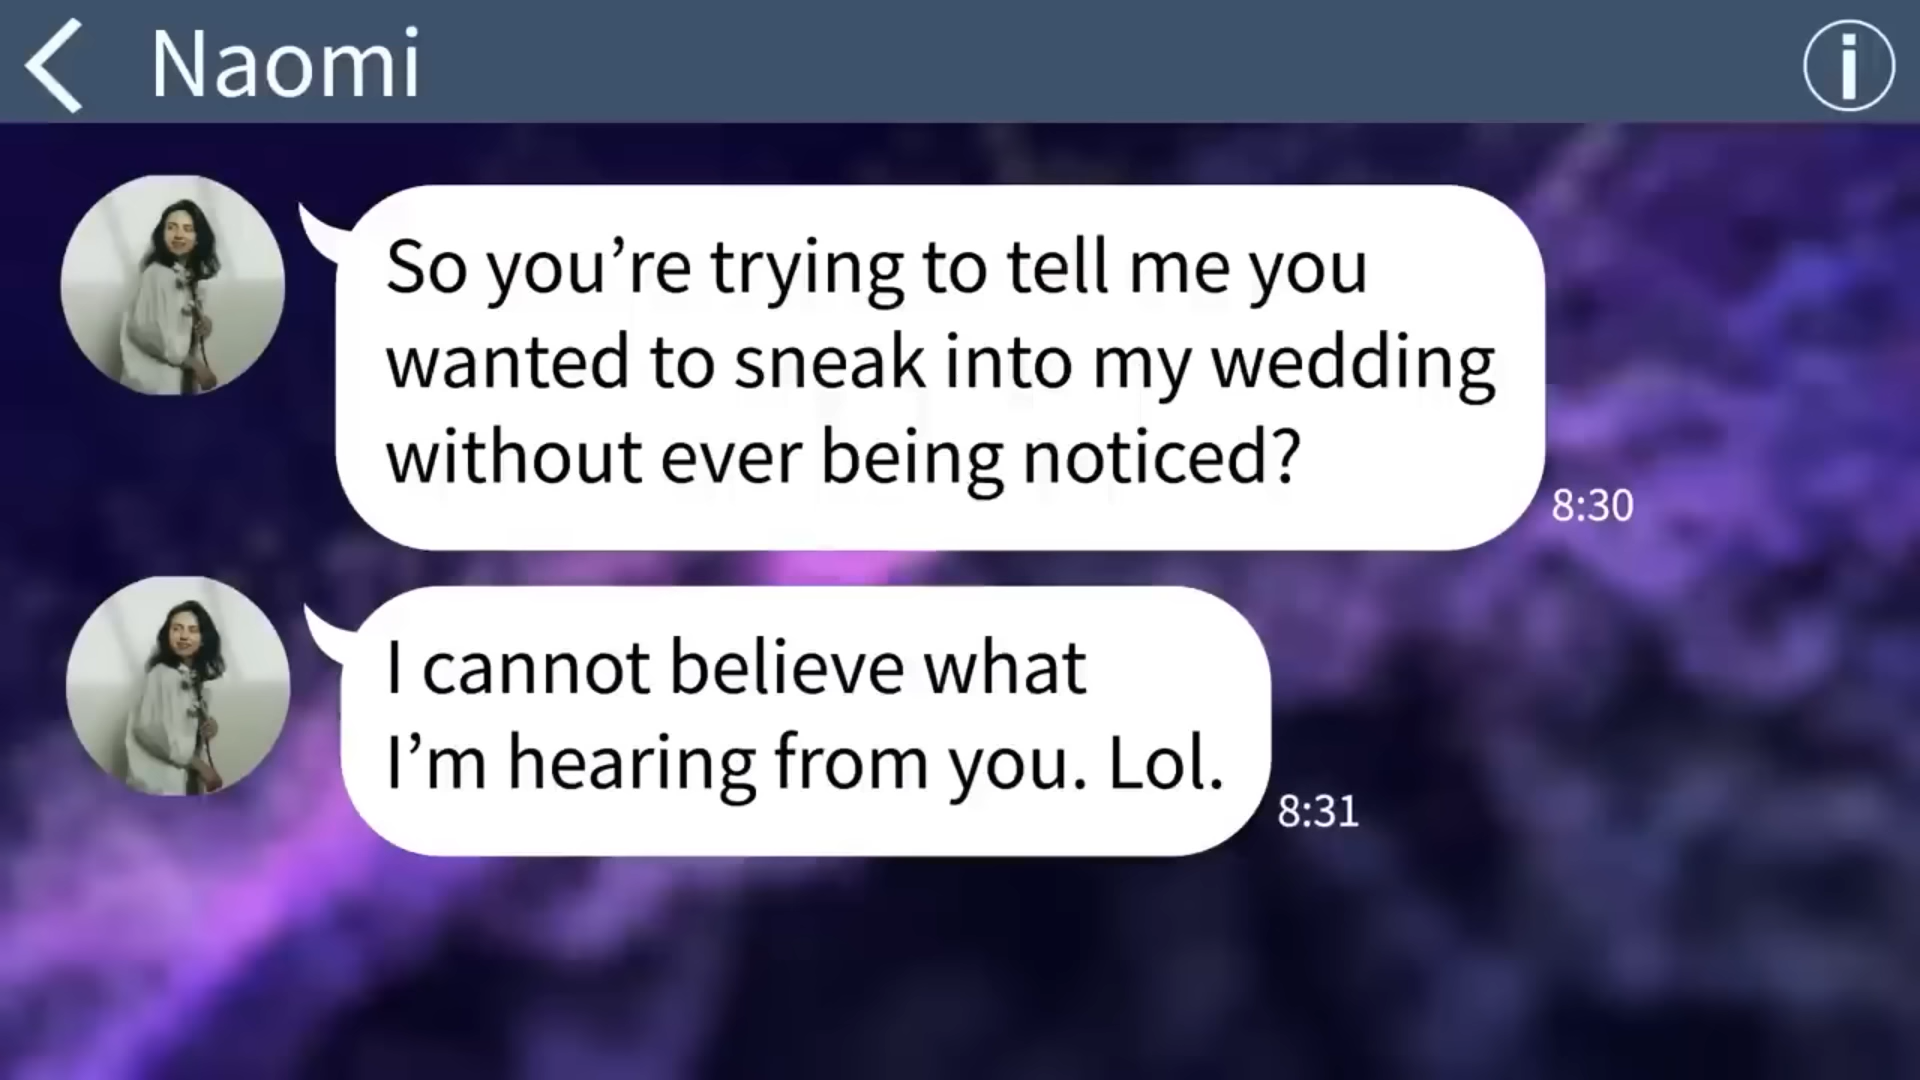 Naomi
So you’re trying to tell me you
wanted to sneak into my wedding
without ever being noticed?
8:30
I cannot believe what
I’m hearing from you. Lol.
8:31